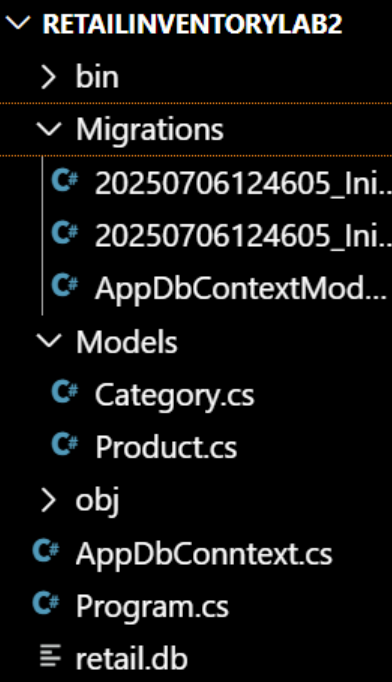 RETAILINVENTORYLAB2
bin
Migrations
C# 20250706124605_Ini...
C# 20250706124605_Ini...
C# AppDbContextMod...
Models
C# Category.cs
C# Product.cs
obj
C# AppDbConntext.cs
C# Program.cs
retail.db